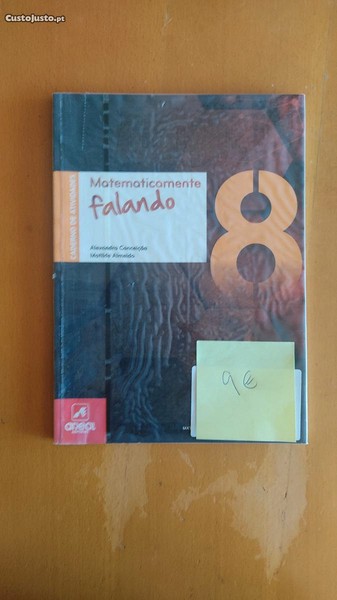 CustoJusto.pt
CADERNO DE ATIVIDADES
Matematicamente
falando
8
Alexandra Conceição
Matilde Almeida
9€
areal